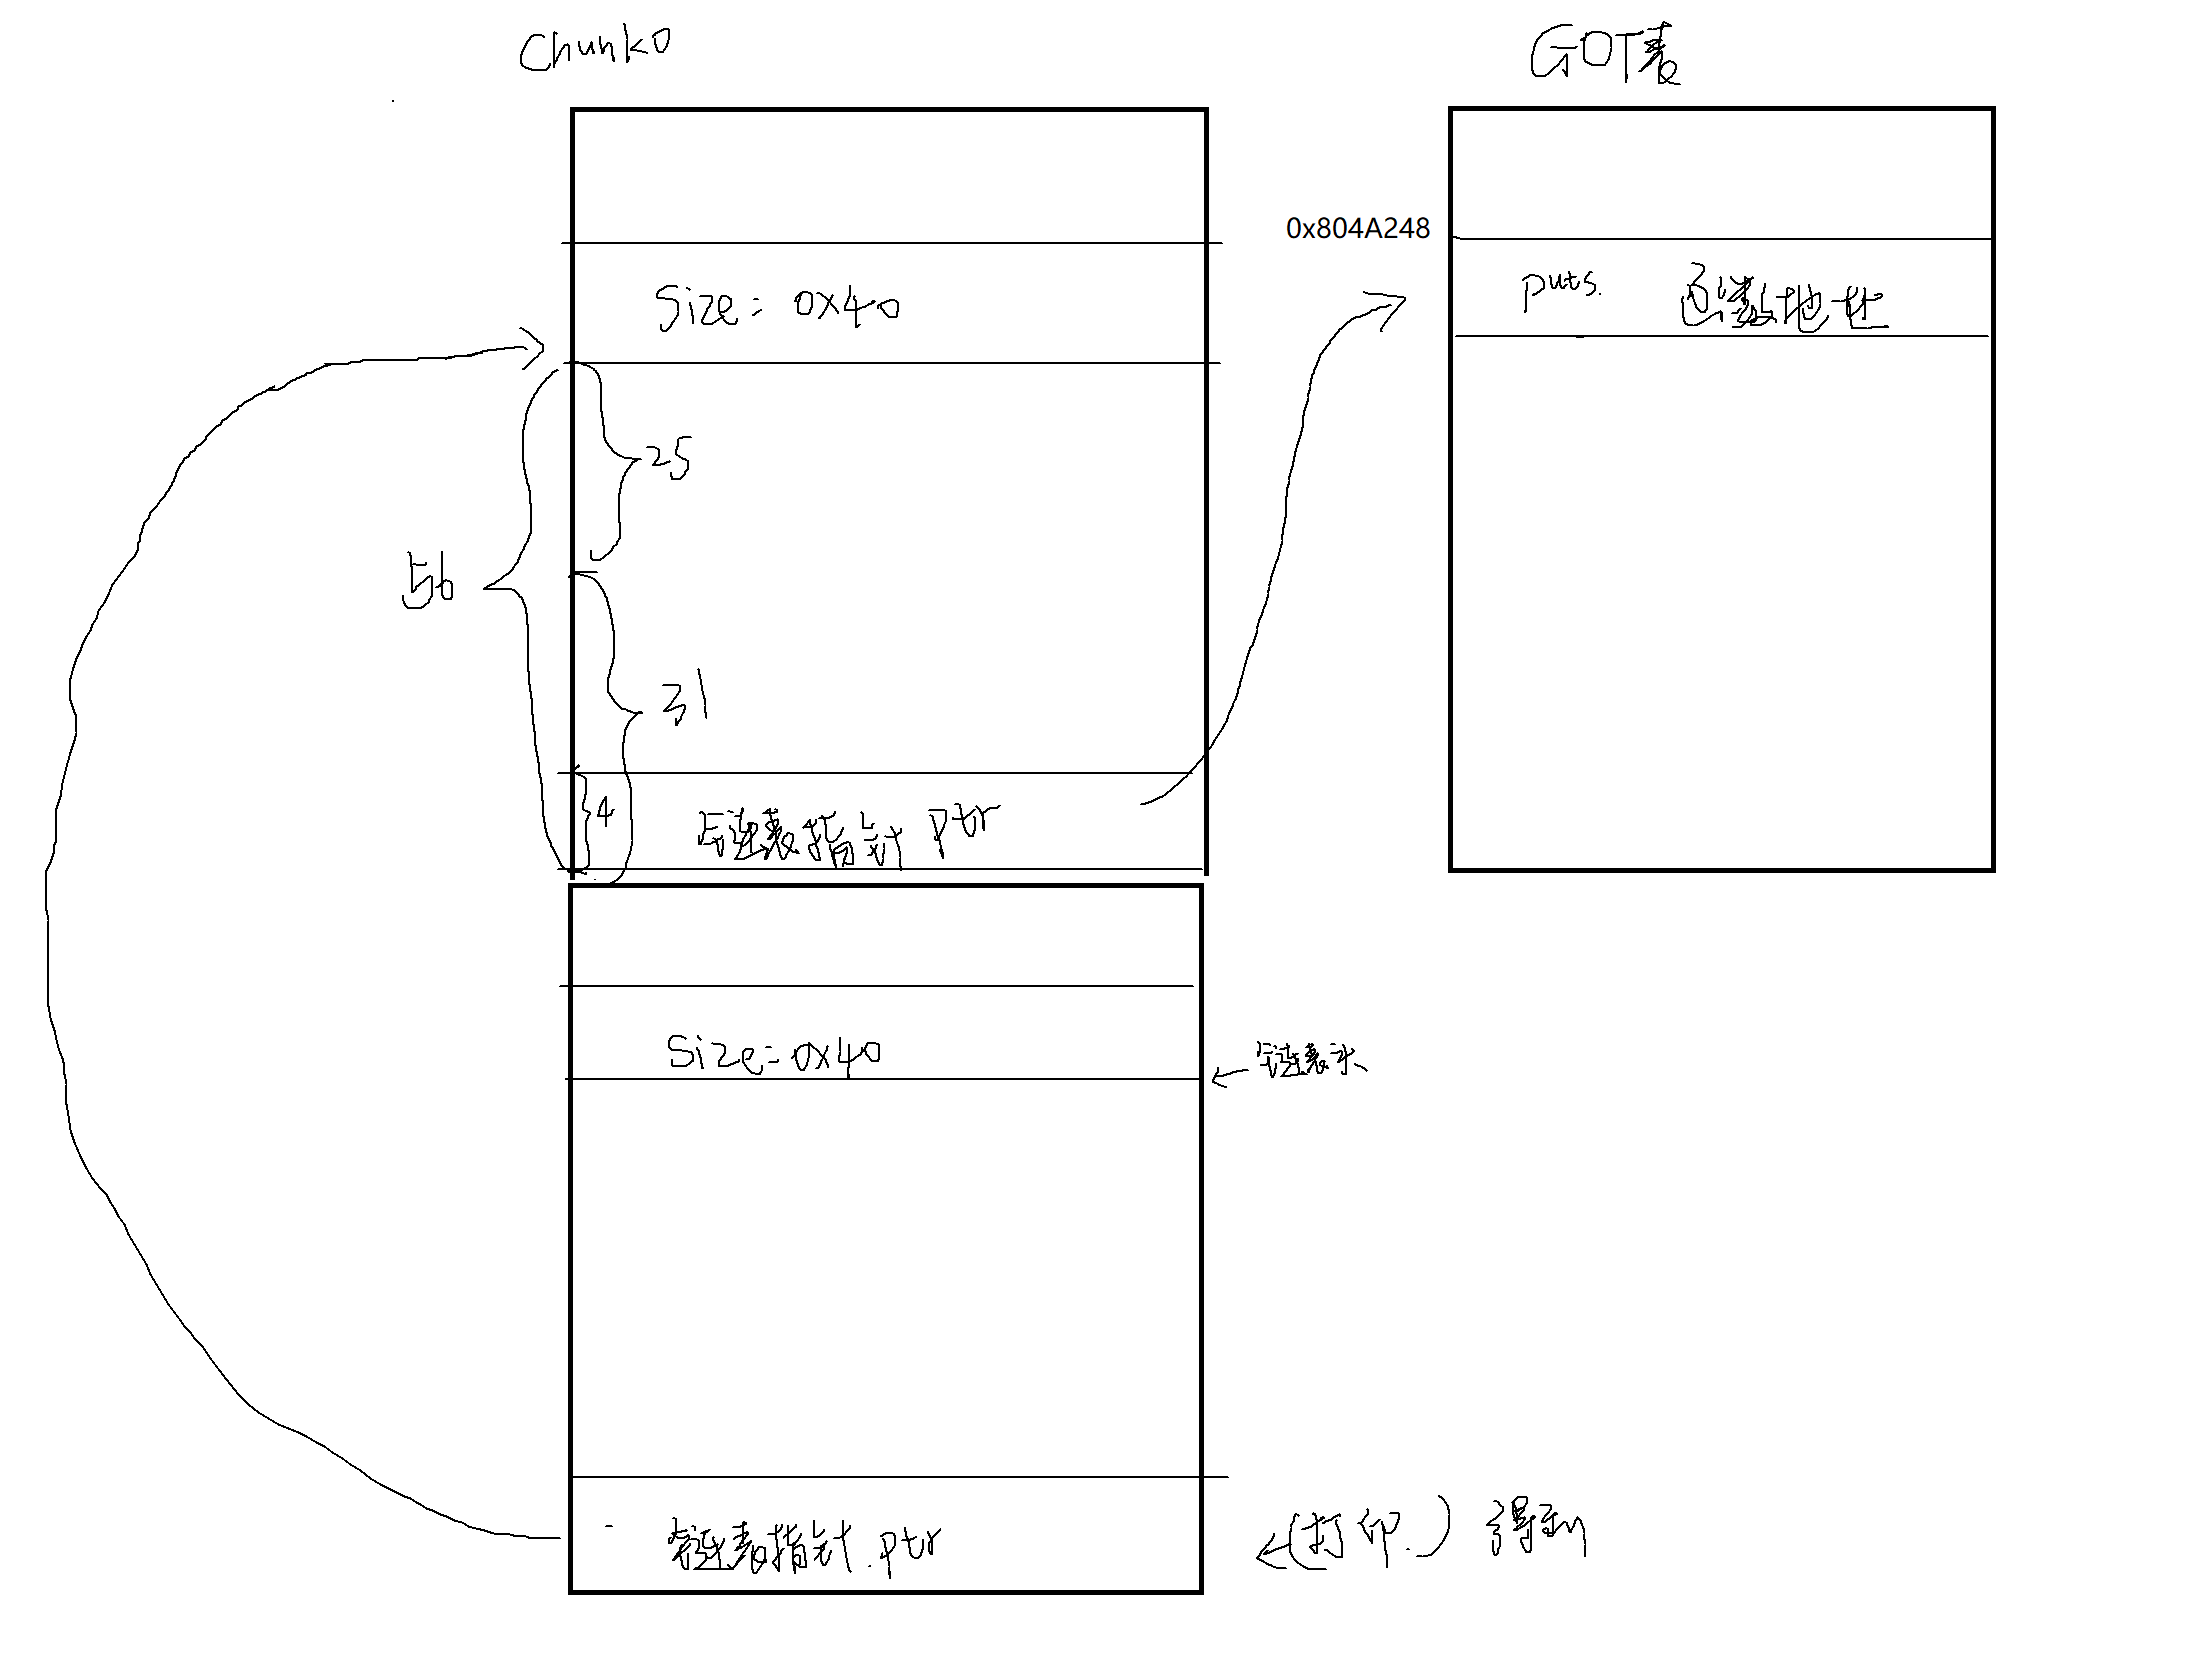 Chunk0
GOT表
0x804A248
Size = 0x40
puts. 函数地址
25
56
31
4
链表指针 ptr
Size = 0x40
←链表头
链表指针.ptr
←(打印.) 得到